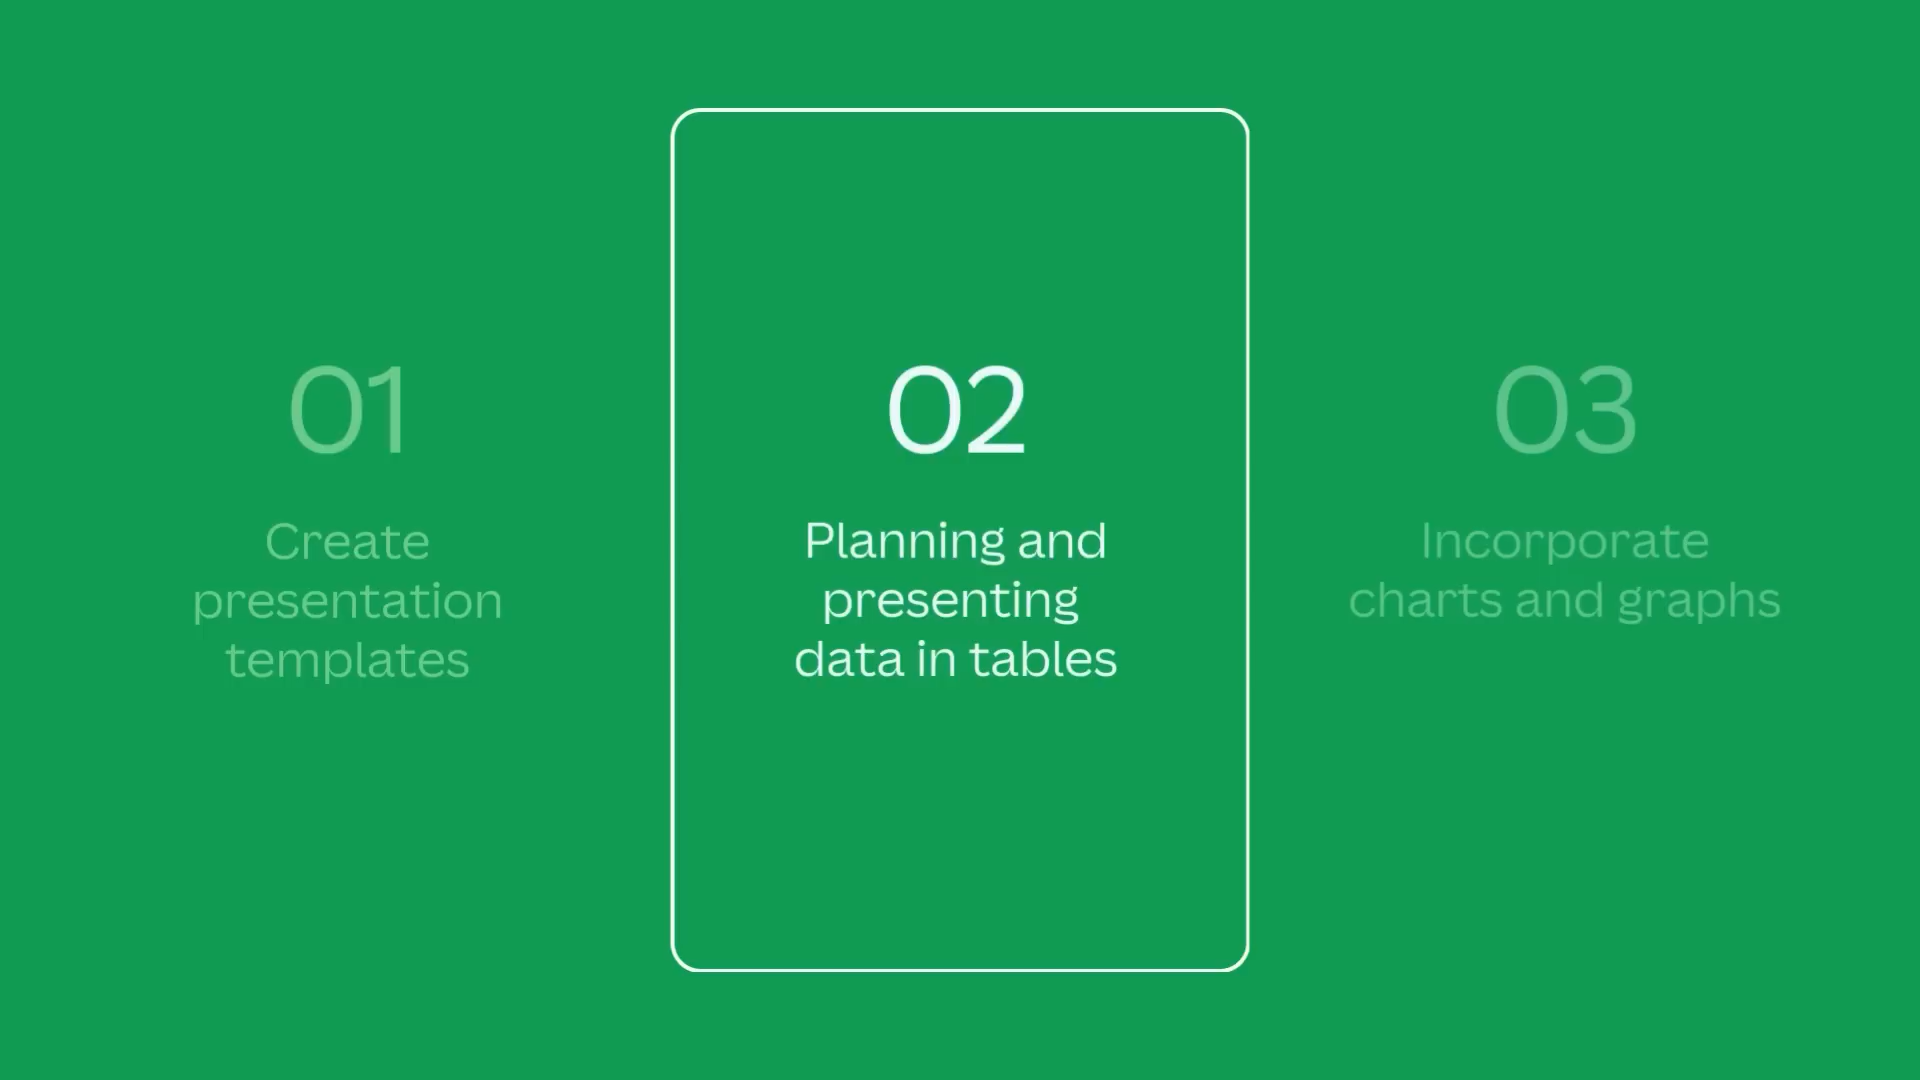 01
Create
presentation
templates
02
Planning and
presenting
data in tables
03
Incorporate
charts and graphs